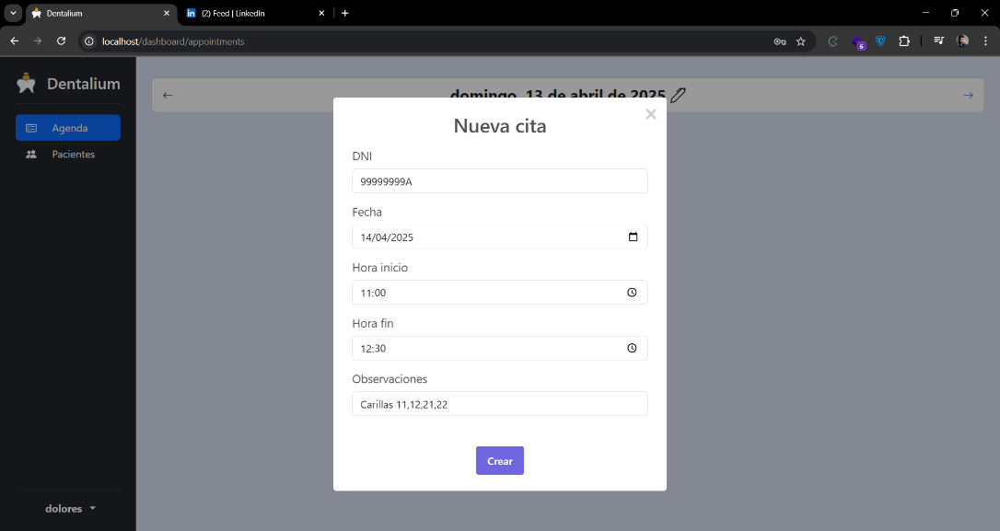 Dentalium
(2) Feed | LinkedIn
localhost/dashboard/appointments
6
Dentalium
Agenda
Pacientes
dolores
domingo, 13 de abril de 2025
Nueva cita
DNI
99999999A
Fecha
14/04/2025
Hora inicio
11:00
Hora fin
12:30
Observaciones
Carillas 11,12,21,22
Crear